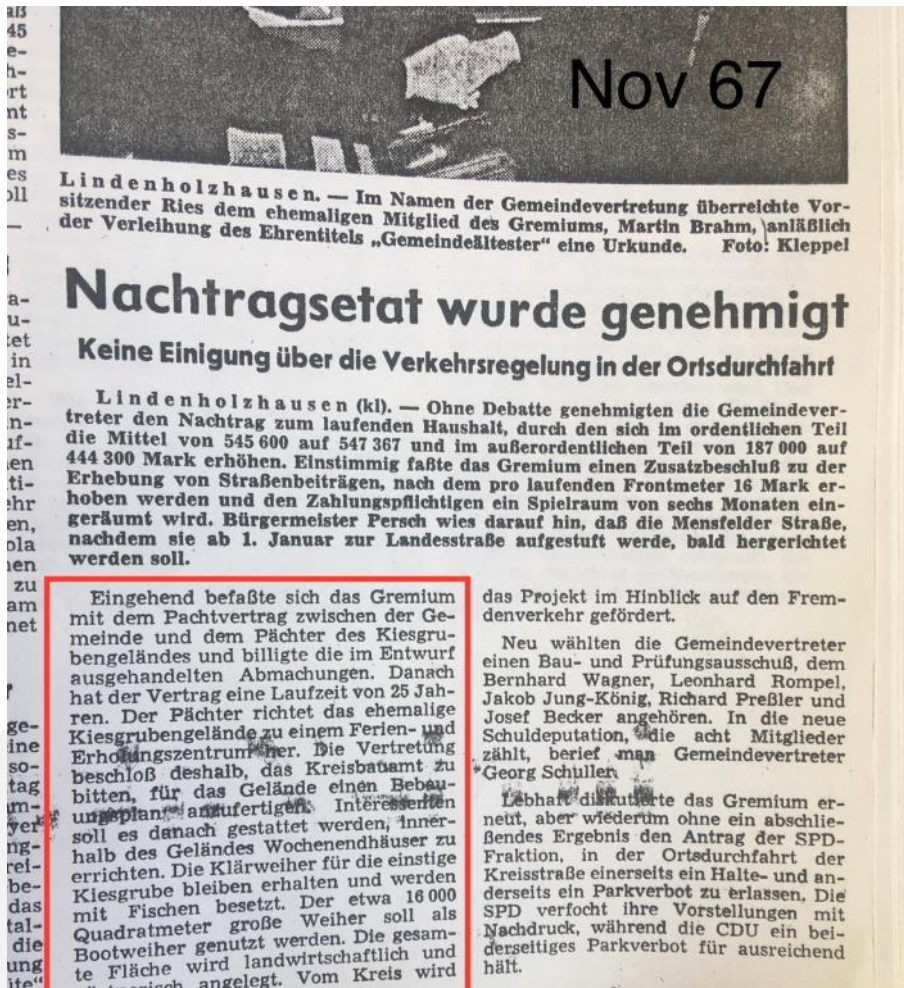 Nov 67
Lindenholzhausen. — Im Namen der Gemeindevertretung überreichte Vor-
sitzender Ries dem ehemaligen Mitglied des Gremiums, Martin Brahm, anläßlich
der Verleihung des Ehrentitels „Gemeindeältester“ eine Urkunde. Foto: Kleppel
Nachtragsetat wurde genehmigt
Keine Einigung über die Verkehrsregelung in der Ortsdurchfahrt
Lindenholzhausen (kl). — Ohne Debatte genehmigten die Gemeindever-
treter den Nachtrag zum laufenden Haushalt, durch den sich im ordentlichen Teil
die Mittel von 545 600 auf 547 367 und im außerordentlichen Teil von 187 000 auf
444 300 Mark erhöhen. Einstimmig faßte das Gremium einen Zusatzbeschluß zu der
Erhebung von Straßenbeiträgen, nach dem pro laufenden Frontmeter 16 Mark er-
hoben werden und den Zahlungspflichtigen ein Spielraum von sechs Monaten ein-
geräumt wird. Bürgermeister Persch wies darauf hin, daß die Mensfelder Straße,
nachdem sie ab 1. Januar zur Landesstraße aufgestuft werde, bald hergerichtet
werden soll.
Eingehend befaßte sich das Gremium
mit dem Pachtvertrag zwischen der Ge-
meinde und dem Pächter des Kiesgru-
bengeländes und billigte die im Entwurf
ausgehandelten Abmachungen. Danach
hat der Vertrag eine Laufzeit von 25 Jah-
ren. Der Pächter richtet das ehemalige
Kiesgrubengelände zu einem Ferien- und
Erholungszentrum her. Die Vertretung
beschloß deshalb, das Kreisbauamt zu
bitten, für das Gelände einen Bebau-
ungsplan anzufertigen. Interessenten
soll es danach gestattet werden, inner-
halb des Geländes Wochenendhäuser zu
errichten. Die Klärweiher für die einstige
Kiesgrube bleiben erhalten und werden
mit Fischen besetzt. Der etwa 16 000
Quadratmeter große Weiher soll als
Bootweiher genutzt werden. Die gesam-
te Fläche wird landwirtschaftlich und
angelegt. Vom Kreis wird
das Projekt im Hinblick auf den Frem-
denverkehr gefördert.
Neu wählten die Gemeindevertreter
einen Bau- und Prüfungsausschuß, dem
Bernhard Wagner, Leonhard Rompel,
Jakob Jung-König, Richard Preßler und
Josef Becker angehören. In die neue
Schuldeputation, die acht Mitglieder
zählt, berief man Gemeindevertreter
Georg Schullen
Lebhaft diskutierte das Gremium er-
neut, aber wiederum ohne ein abschlie-
ßendes Ergebnis den Antrag der SPD-
Fraktion, in der Ortsdurchfahrt der
Kreisstraße einerseits ein Halte- und an-
derseits ein Parkverbot zu erlassen. Die
SPD verfocht ihre Vorstellungen mit
Nachdruck, während die CDU ein bei-
derseitiges Parkverbot für ausreichend
hält.